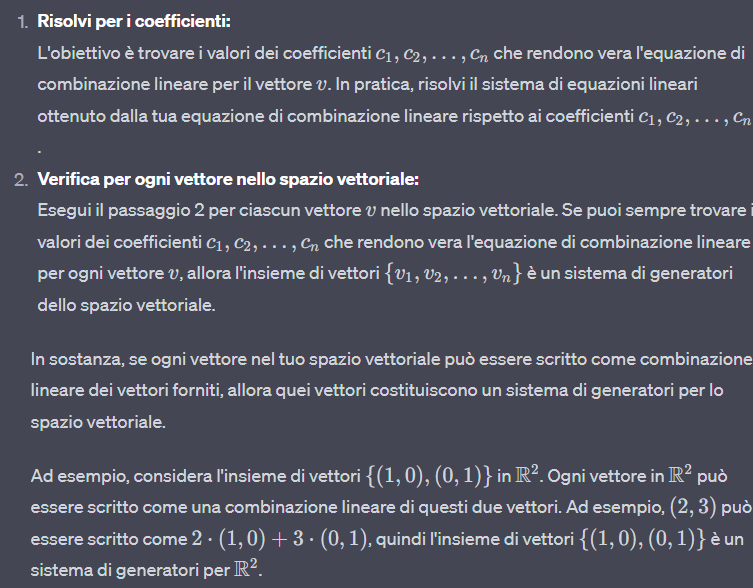 1. Risolvi per i coefficienti:
L'obiettivo è trovare i valori dei coefficienti c₁, c₂, . . . , cₙ che rendono vera l'equazione di
combinazione lineare per il vettore v. In pratica, risolvi il sistema di equazioni lineari
ottenuto dalla tua equazione di combinazione lineare rispetto ai coefficienti c₁, c₂, . . . , cₙ
.
2. Verifica per ogni vettore nello spazio vettoriale:
Esegui il passaggio 2 per ciascun vettore v nello spazio vettoriale. Se puoi sempre trovare i
valori dei coefficienti c₁, c₂, . . . , cₙ che rendono vera l'equazione di combinazione lineare
per ogni vettore v, allora l'insieme di vettori {v₁, v₂, . . . , vₙ} è un sistema di generatori
dello spazio vettoriale.
In sostanza, se ogni vettore nel tuo spazio vettoriale può essere scritto come combinazione
lineare dei vettori forniti, allora quei vettori costituiscono un sistema di generatori per lo
spazio vettoriale.
Ad esempio, considera l'insieme di vettori {(1, 0), (0, 1)} in ℝ². Ogni vettore in ℝ² può
essere scritto come una combinazione lineare di questi due vettori. Ad esempio, (2, 3) può
essere scritto come 2 · (1, 0) + 3 · (0, 1), quindi l'insieme di vettori {(1, 0), (0, 1)} è un
sistema di generatori per ℝ².